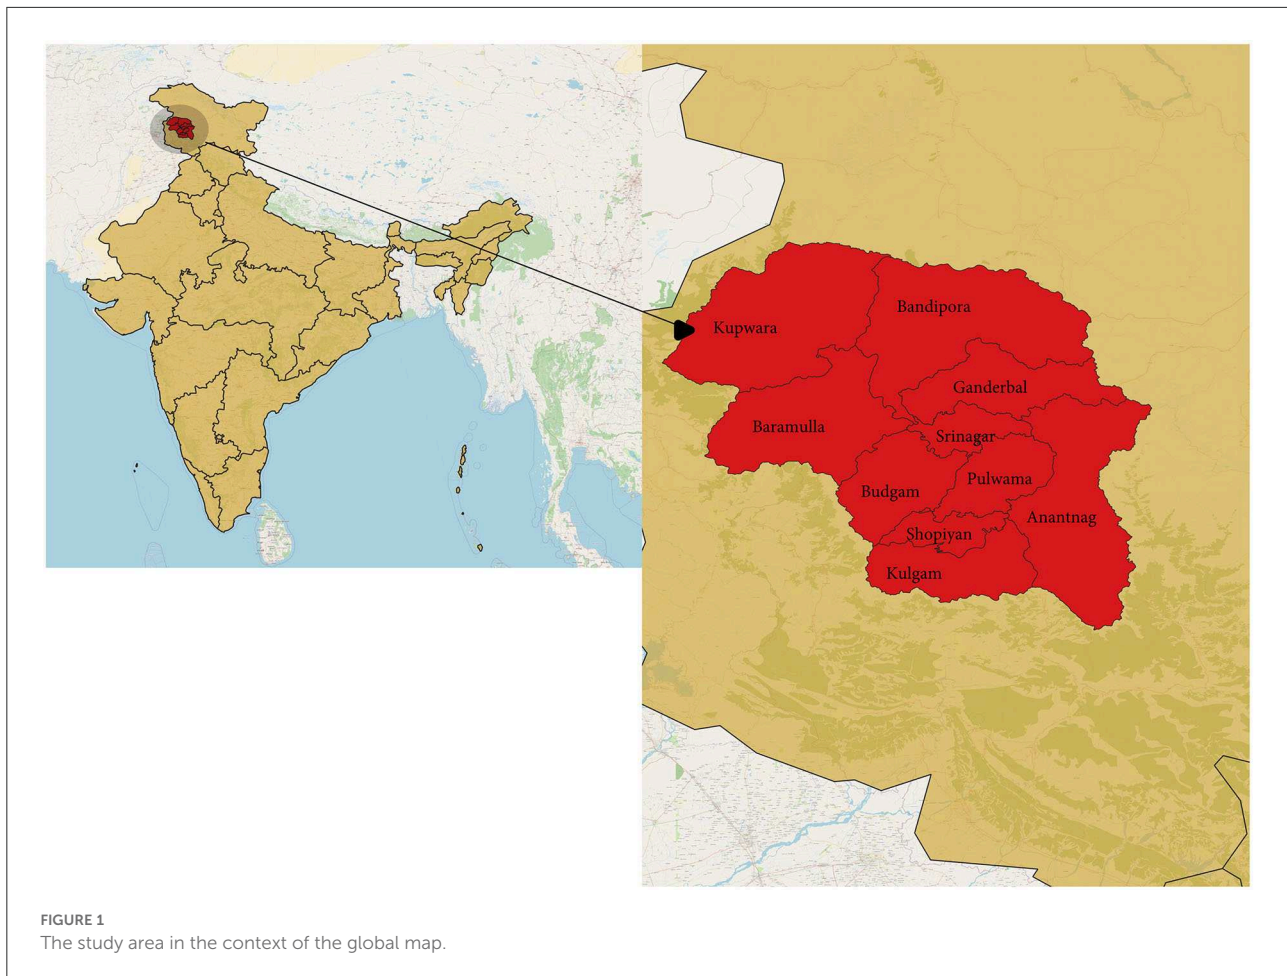 Bandipora
Kupwara
Ganderbal
Baramulla
Srinagar
Pulwama
Budgam
Anantnag
Shopiyan
Kulgam
FIGURE 1
The study area in the context of the global map.